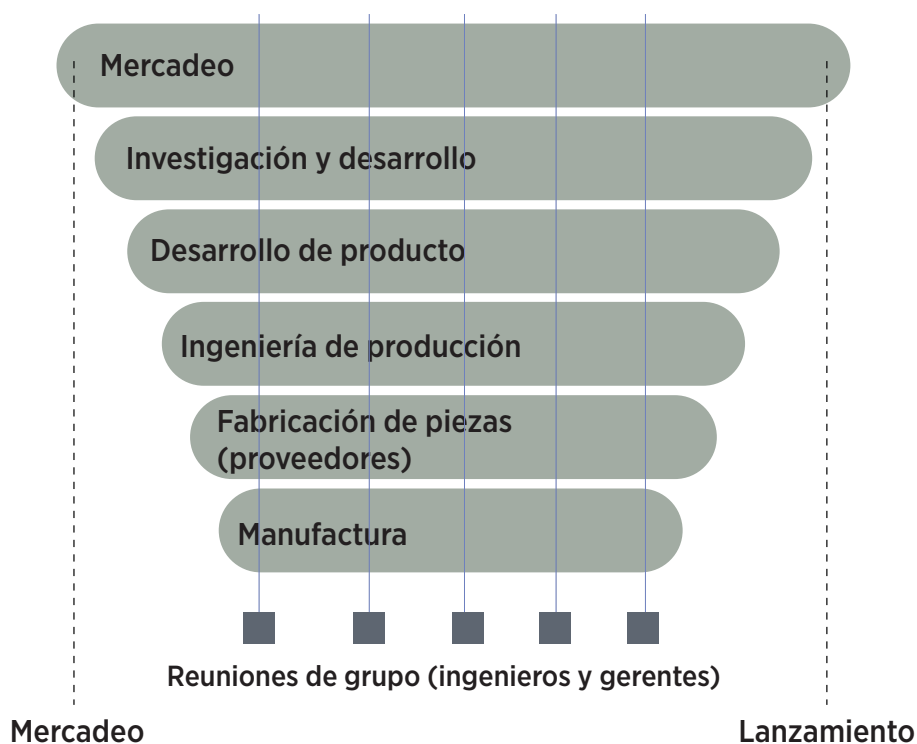 Mercadeo
Investigación y desarrollo
Desarrollo de producto
Ingeniería de producción
Fabricación de piezas
(proveedores)
Manufactura
Reuniones de grupo (ingenieros y gerentes)
Mercadeo
Lanzamiento